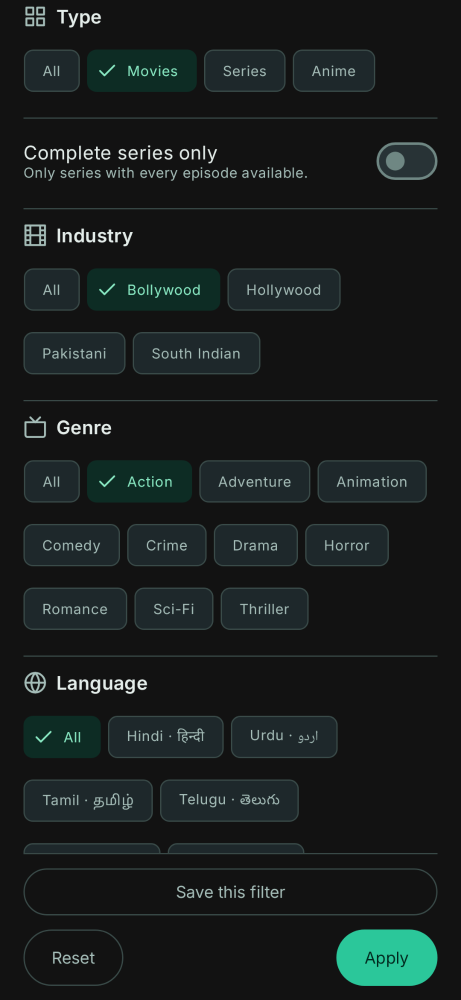 Type
All Movies Series Anime
Complete series only
Only series with every episode available.
Industry
All Bollywood Hollywood
Pakistani South Indian
Genre
All Action Adventure Animation
Comedy Crime Drama Horror
Romance Sci-Fi Thriller
Language
All Hindi · हिन्दी Urdu · اردو
Tamil · தமிழ் Telugu · తెలుగు
Save this filter
Reset Apply